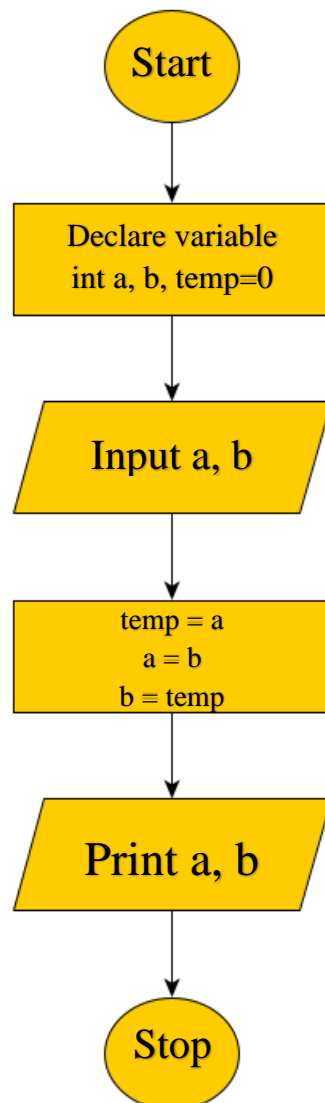 Start
Declare variable
int a, b, temp=0
Input a, b
temp = a
a = b
b = temp
Print a, b
Stop